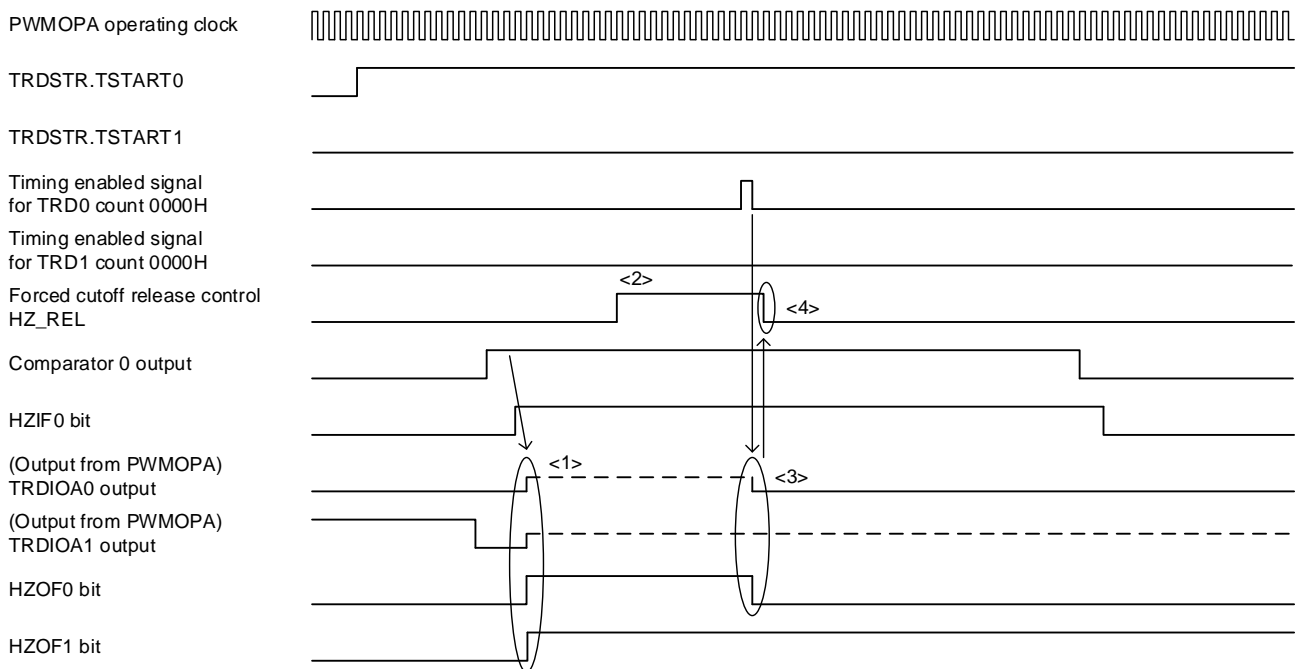 PWMOPA operating clock
TRDSTR.TSTART0
TRDSTR.TSTART1
Timing enabled signal
for TRD0 count 0000H
Timing enabled signal
for TRD1 count 0000H
<2>
Forced cutoff release control
HZ_REL
<4>
Comparator 0 output
HZIF0 bit
(Output from PWMOPA)
TRDIOA0 output
<1>
<3>
(Output from PWMOPA)
TRDIOA1 output
HZOF0 bit
HZOF1 bit